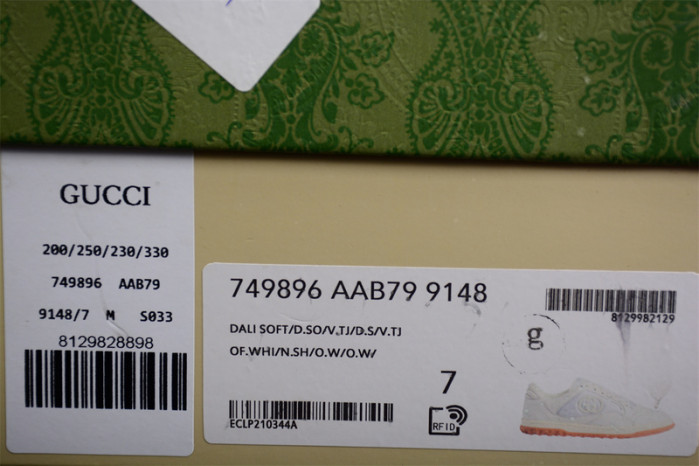 GUCCI
200/250/230/330
749896 AAB79
9148/7 M S033
8129828898
749896 AAB79 9148
8129982129
DALI SOFT/D.SO/V.TJ/D.S/V.TJ
OF.WHI/N.SH/O.W/O.W/
g
7
ECLP210344A
RFID